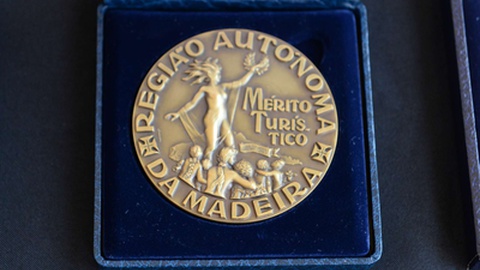 REGIÃO AUTÓNOMA
DA MADEIRA
MÉRITO
TURÍS-
TICO